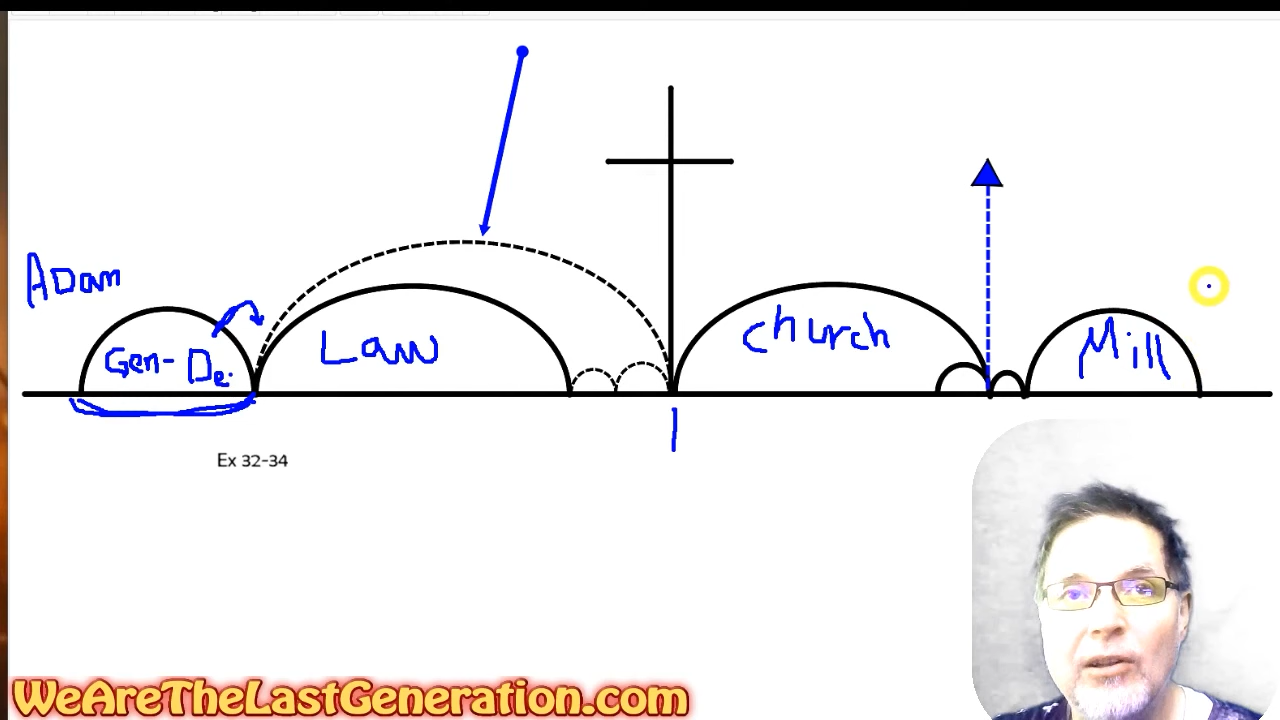 Adam
Gen- De.
Law
church
Mill
Ex 32-34
WeAreTheLastGeneration.com